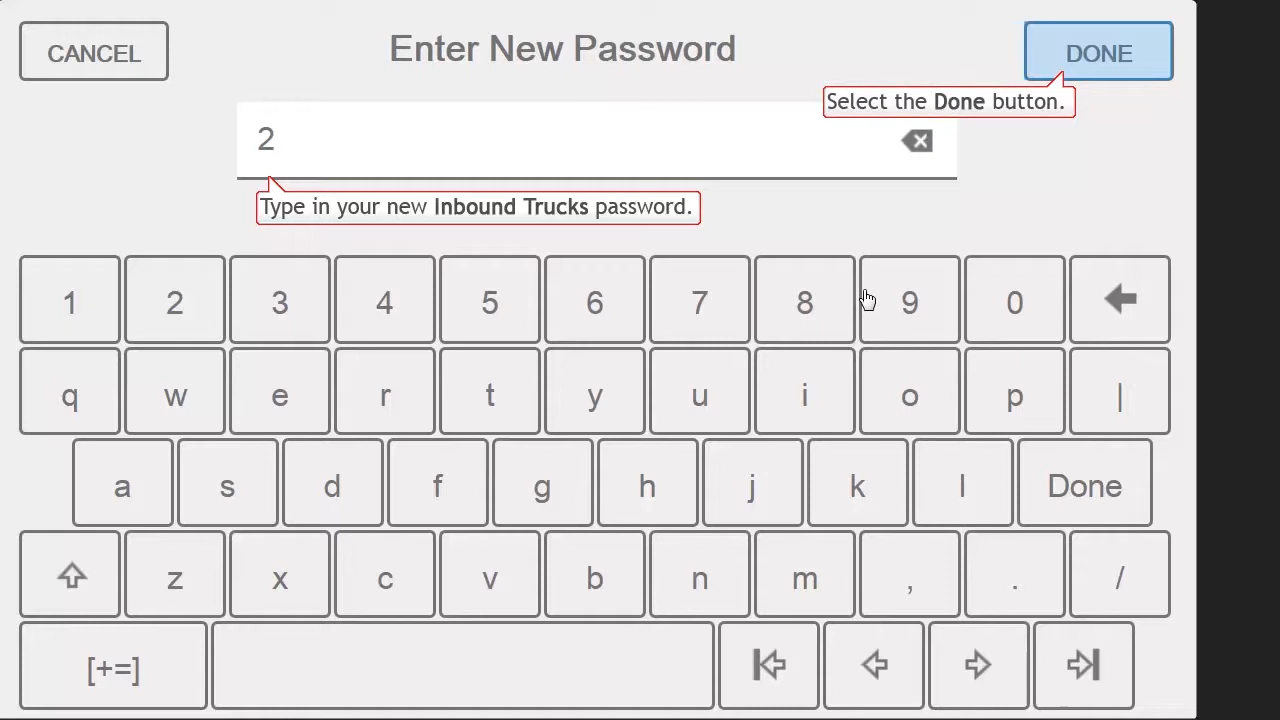 CANCEL
Enter New Password
DONE
Select the Done button.
2
Type in your new Inbound Trucks password.
1 2 3 4 5 6 7 8 9 0
q w e r t y u i o p |
a s d f g h j k l Done
z x c v b n m , . /
[+=]